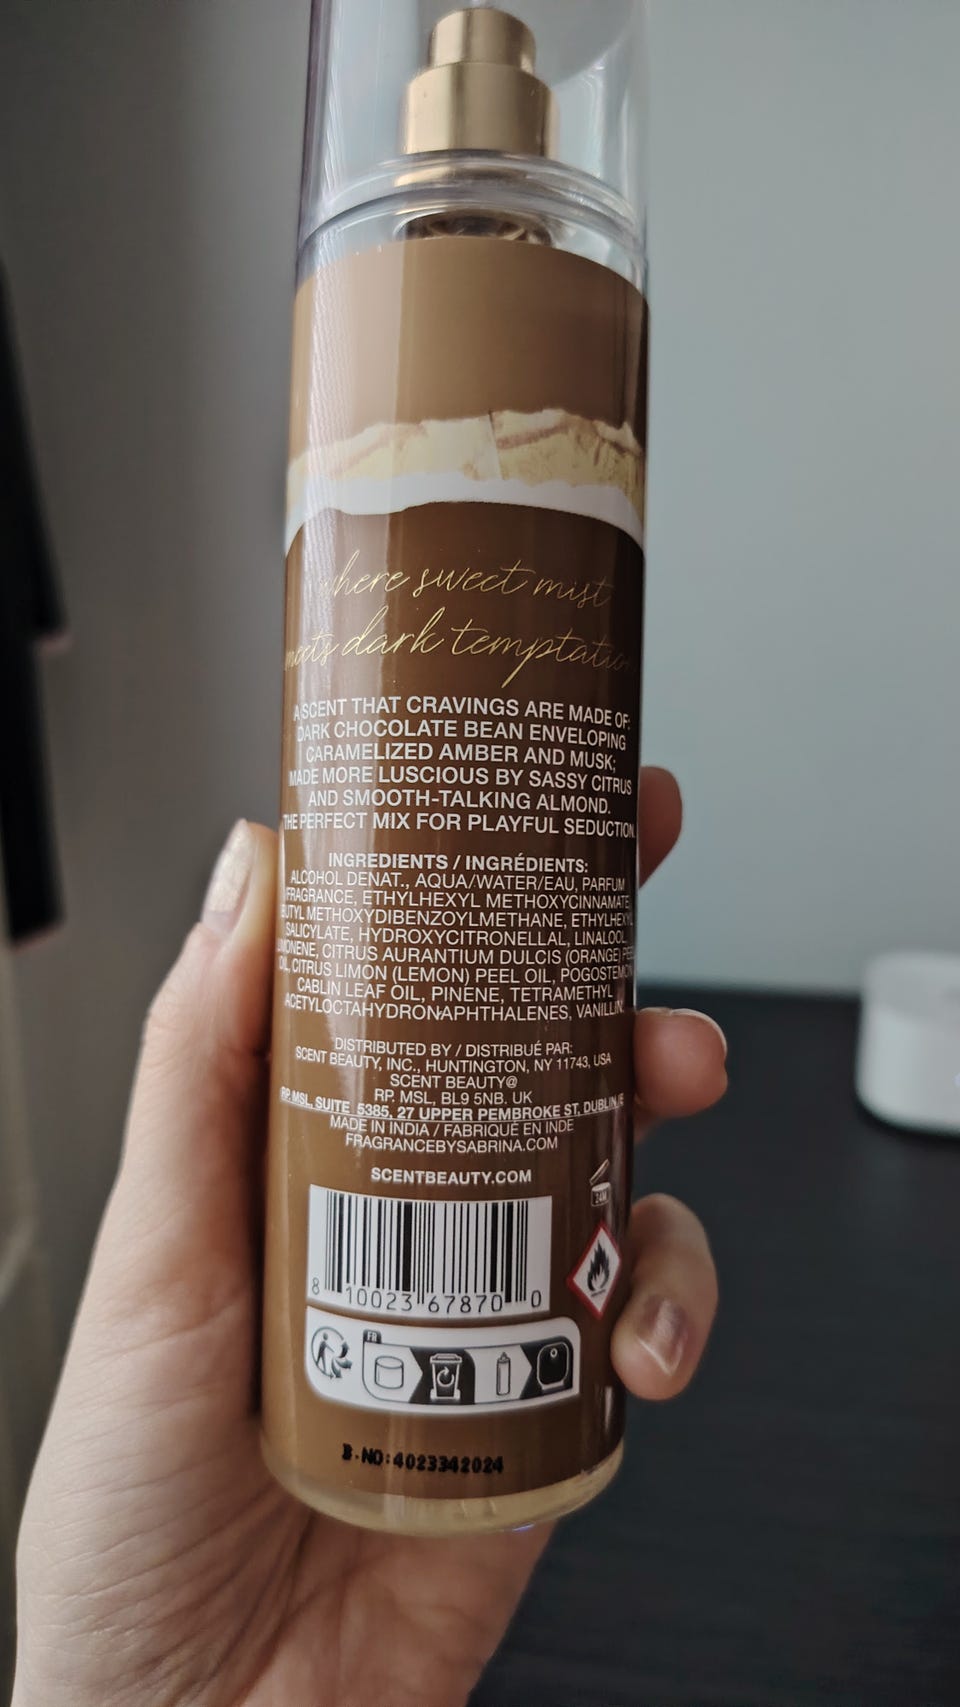 where sweet mist
meets dark temptation
A SCENT THAT CRAVINGS ARE MADE OF:
DARK CHOCOLATE BEAN ENVELOPING
CARAMELIZED AMBER AND MUSK;
MADE MORE LUSCIOUS BY SASSY CITRUS
AND SMOOTH-TALKING ALMOND.
THE PERFECT MIX FOR PLAYFUL SEDUCTION.
INGREDIENTS / INGRÉDIENTS:
ALCOHOL DENAT., AQUA/WATER/EAU, PARFUM
FRAGRANCE, ETHYLHEXYL METHOXYCINNAMATE,
BUTYL METHOXYDIBENZOYLMETHANE, ETHYLHEXYL
SALICYLATE, HYDROXYCITRONELLAL, LINALOOL,
LIMONENE, CITRUS AURANTIUM DULCIS (ORANGE) PEEL
OIL, CITRUS LIMON (LEMON) PEEL OIL, POGOSTEMON
CABLIN LEAF OIL, PINENE, TETRAMETHYL
ACETYLOCTAHYDRONAPHTHALENES, VANILLIN.
DISTRIBUTED BY / DISTRIBUÉ PAR:
SCENT BEAUTY, INC., HUNTINGTON, NY 11743, USA
SCENT BEAUTY@
RP. MSL, BL9 5NB. UK
RP. MSL, SUITE 5385, 27 UPPER PEMBROKE ST, DUBLIN, IE
MADE IN INDIA / FABRIQUÉ EN INDE
FRAGRANCEBYSABRINA.COM
SCENTBEAUTY.COM
24M
8 10023 67870 0
FR
B.NO:4023342024